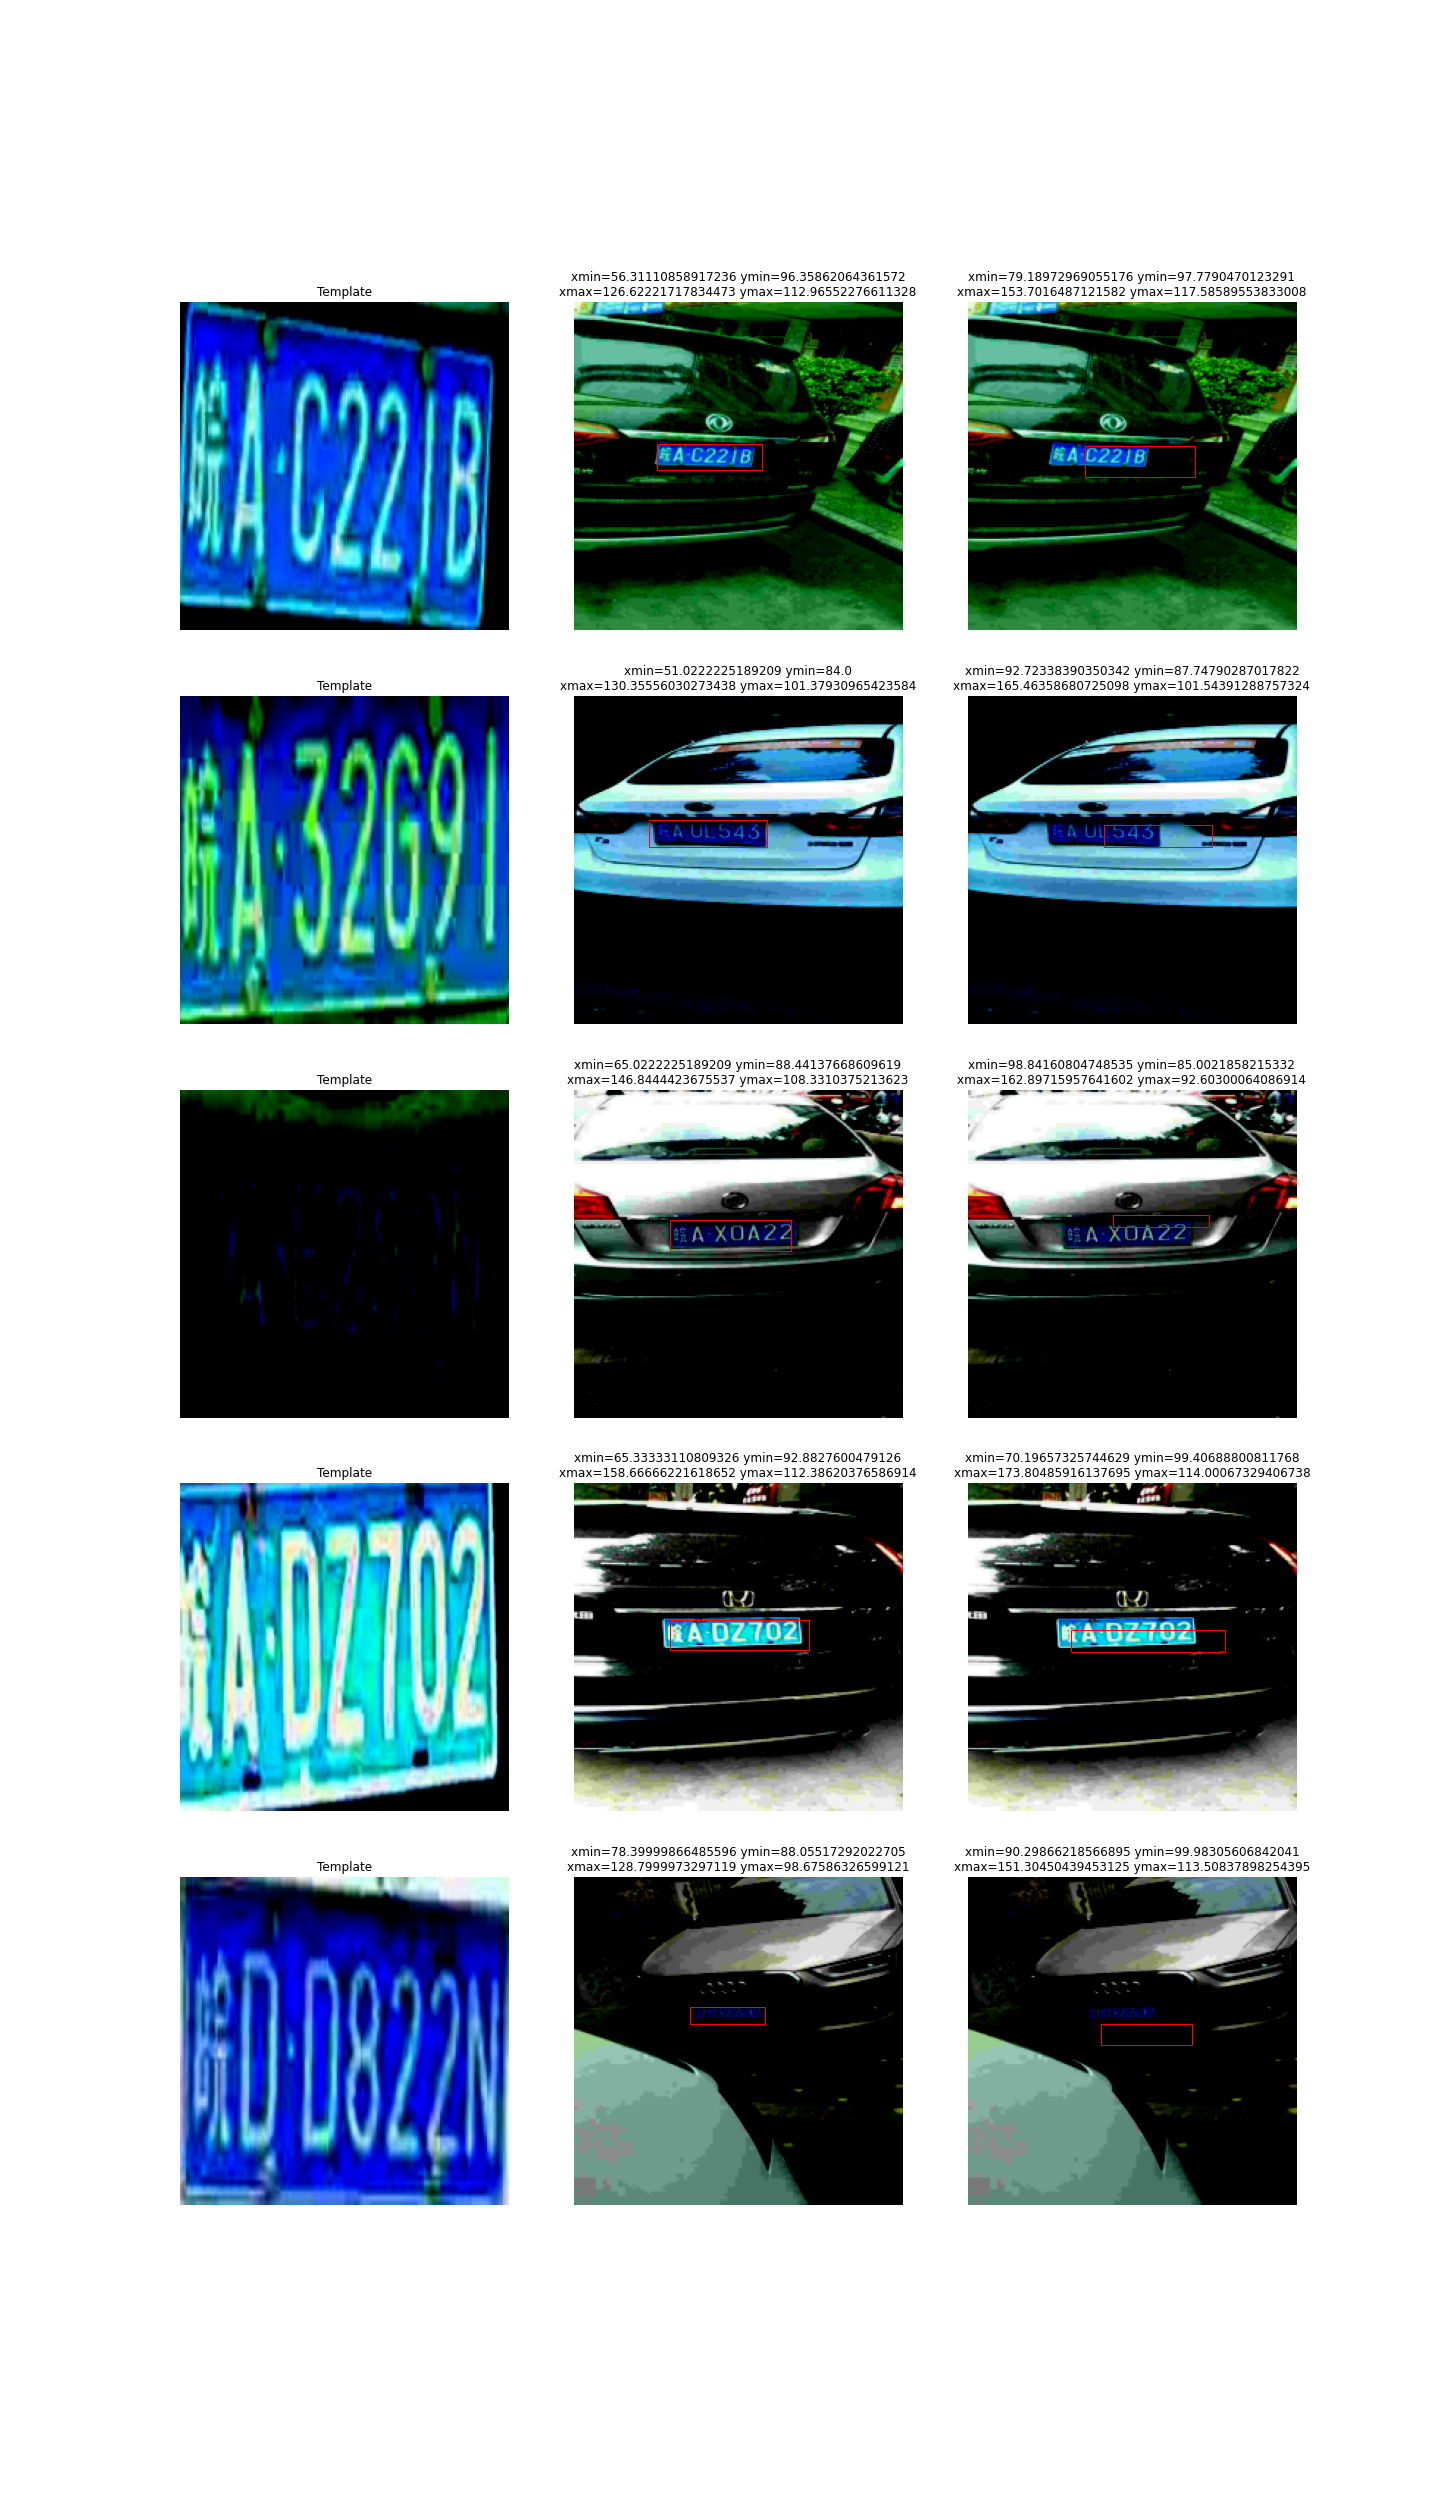 xmin=56.31110858917236 ymin=96.35862064361572
xmax=126.62221717834473 ymax=112.96552276611328
xmin=79.18972969055176 ymin=97.7790470123291
xmax=153.7016487121582 ymax=117.58589553833008
Template
皖A·C221B
皖A·C221B
皖A·C221B
xmin=51.0222225189209 ymin=84.0
xmax=130.35556030273438 ymax=101.37930965423584
xmin=92.72338390350342 ymin=87.74790287017822
xmax=165.46358680725098 ymax=101.54391288757324
Template
皖A·32G91
皖A·UL543
皖A·UL543
xmin=65.0222225189209 ymin=88.44137668609619
xmax=146.8444423675537 ymax=108.3310375213623
xmin=98.84160804748535 ymin=85.0021858215332
xmax=162.89715957641602 ymax=92.60300064086914
Template
皖A·X0A22
皖A·X0A22
xmin=65.33333110809326 ymin=92.8827600479126
xmax=158.66666221618652 ymax=112.38620376586914
xmin=70.19657325744629 ymin=99.40688800811768
xmax=173.80485916137695 ymax=114.00067329406738
Template
皖A·DZ702
皖A·DZ702
皖A·DZ702
xmin=78.39999866485596 ymin=88.05517292022705
xmax=128.7999973297119 ymax=98.67586326599121
xmin=90.29866218566895 ymin=99.98305606842041
xmax=151.30450439453125 ymax=113.50837898254395
Template
皖D·D822N